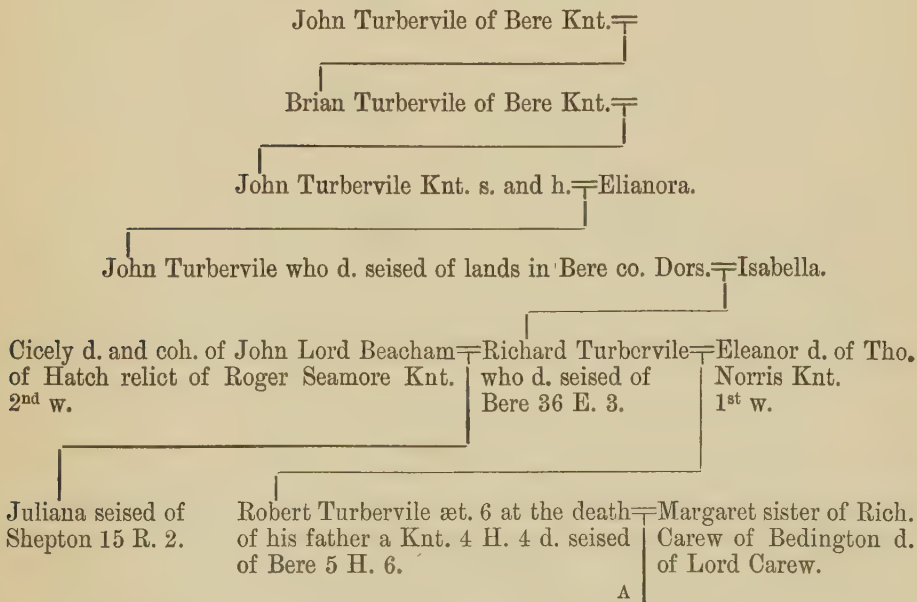 John Turbervile of Bere Knt.=
Brian Turbervile of Bere Knt.=
John Turbervile Knt. s. and h.=Elianora.
John Turbervile who d. seised of lands in Bere co. Dors.=Isabella.
Cicely d. and coh. of John Lord Beacham=Richard Turbervile=Eleanor d. of Tho.
of Hatch relict of Roger Seamore Knt. who d. seised of Norris Knt.
2nd w. Bere 36 E. 3. 1st w.
Juliana seised of Robert Turbervile æt. 6 at the death=Margaret sister of Rich.
Shepton 15 R. 2. of his father a Knt. 4 H. 4 d. seised Carew of Bedington d.
of Bere 5 H. 6. of Lord Carew.
A